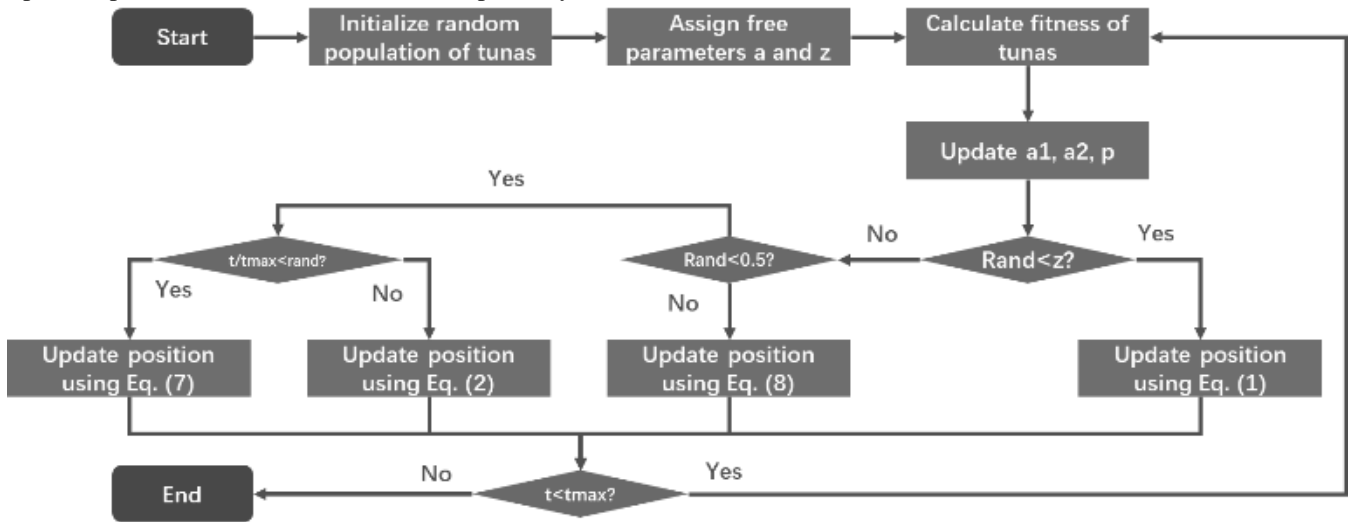 Start
Initialize random
population of tunas
Assign free
parameters a and z
Calculate fitness of
tunas
Update a1, a2, p
Yes
No
Yes
t/tmax<rand?
Rand<0.5?
Rand<z?
Yes
No
No
Update position
using Eq. (7)
Update position
using Eq. (2)
Update position
using Eq. (8)
Update position
using Eq. (1)
No
Yes
End
t<tmax?